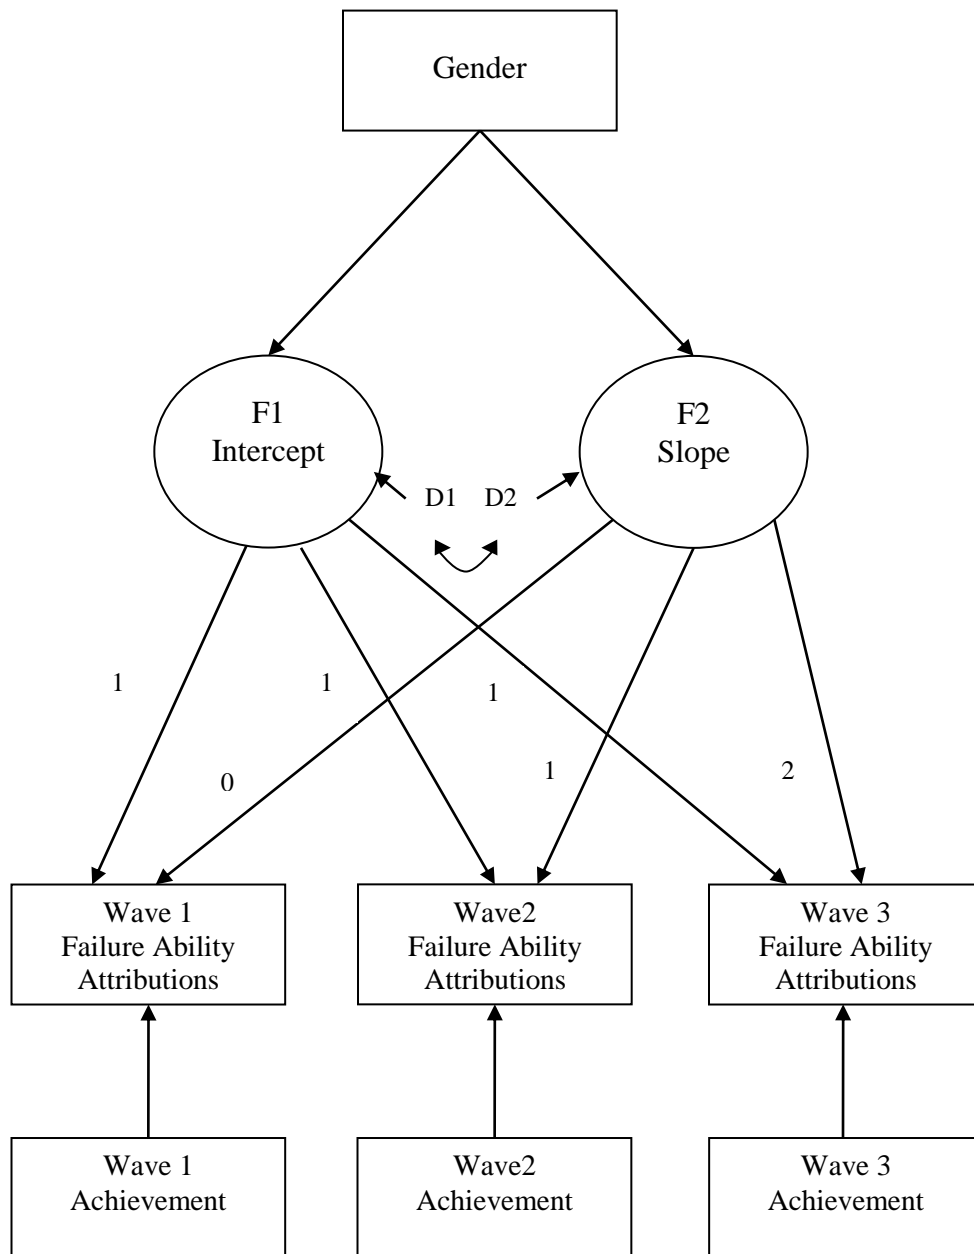 Gender
F1
Intercept
F2
Slope
D1
D2
1
1
1
0
1
2
Wave 1
Failure Ability
Attributions
Wave2
Failure Ability
Attributions
Wave 3
Failure Ability
Attributions
Wave 1
Achievement
Wave2
Achievement
Wave 3
Achievement